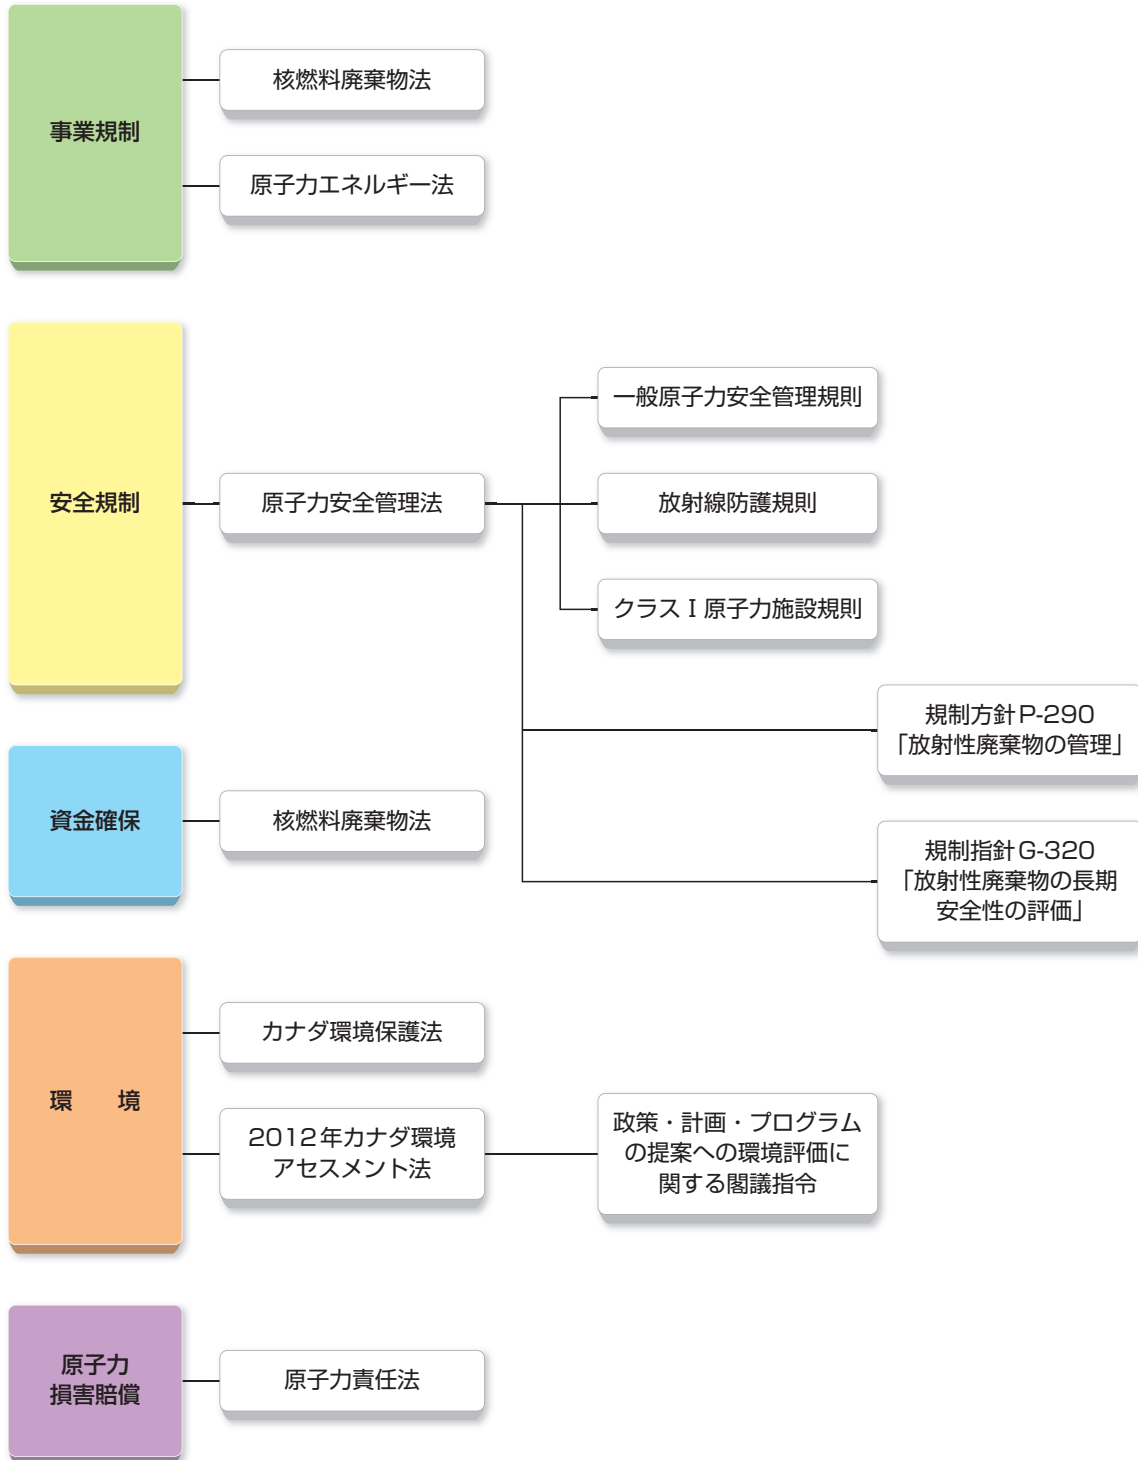 事業規制
核燃料廃棄物法
原子力エネルギー法
安全規制
原子力安全管理法
一般原子力安全管理規則
放射線防護規則
クラスⅠ原子力施設規則
規制方針P-290
「放射性廃棄物の管理」
規制指針G-320
「放射性廃棄物の長期
安全性の評価」
資金確保
核燃料廃棄物法
環　境
カナダ環境保護法
2012年カナダ環境
アセスメント法
政策・計画・プログラム
の提案への環境評価に
関する閣議指令
原子力
損害賠償
原子力責任法